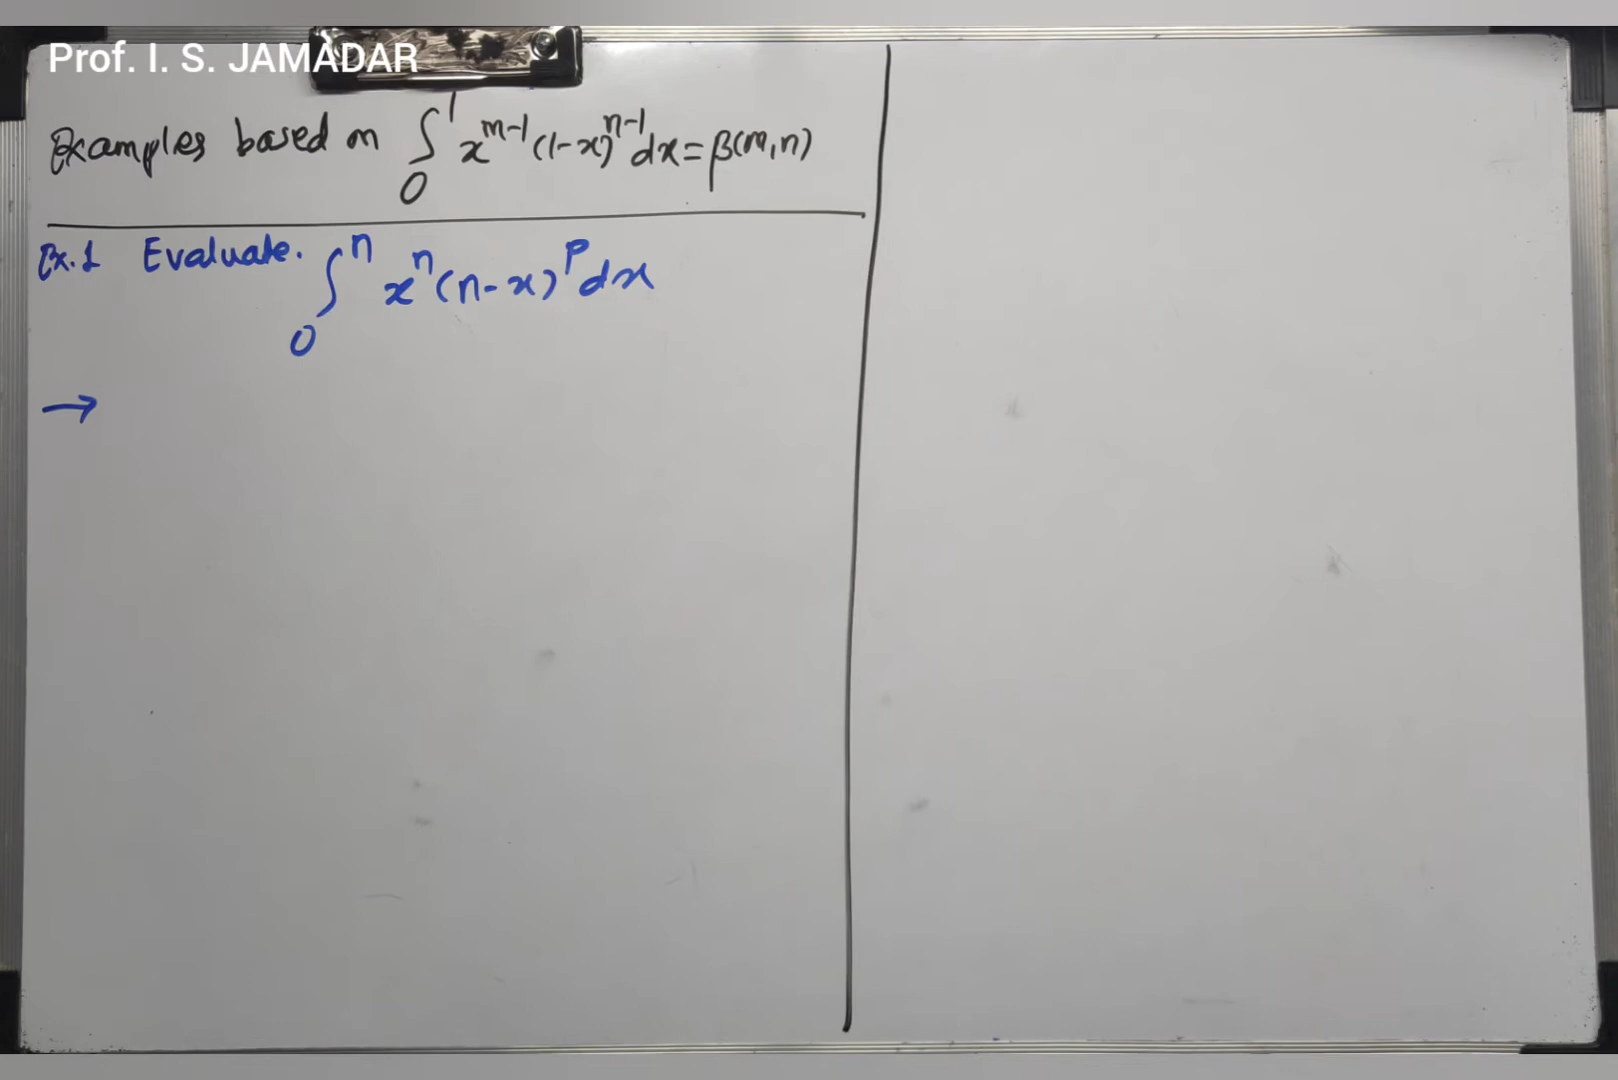 Prof. I. S. JAMADAR
Examples based on ∫₀¹ x^{m-1} (1-x)^{n-1} dx = β(m,n)
Ex.1 Evaluate. ∫₀ⁿ xⁿ (n-x)^p dx
→